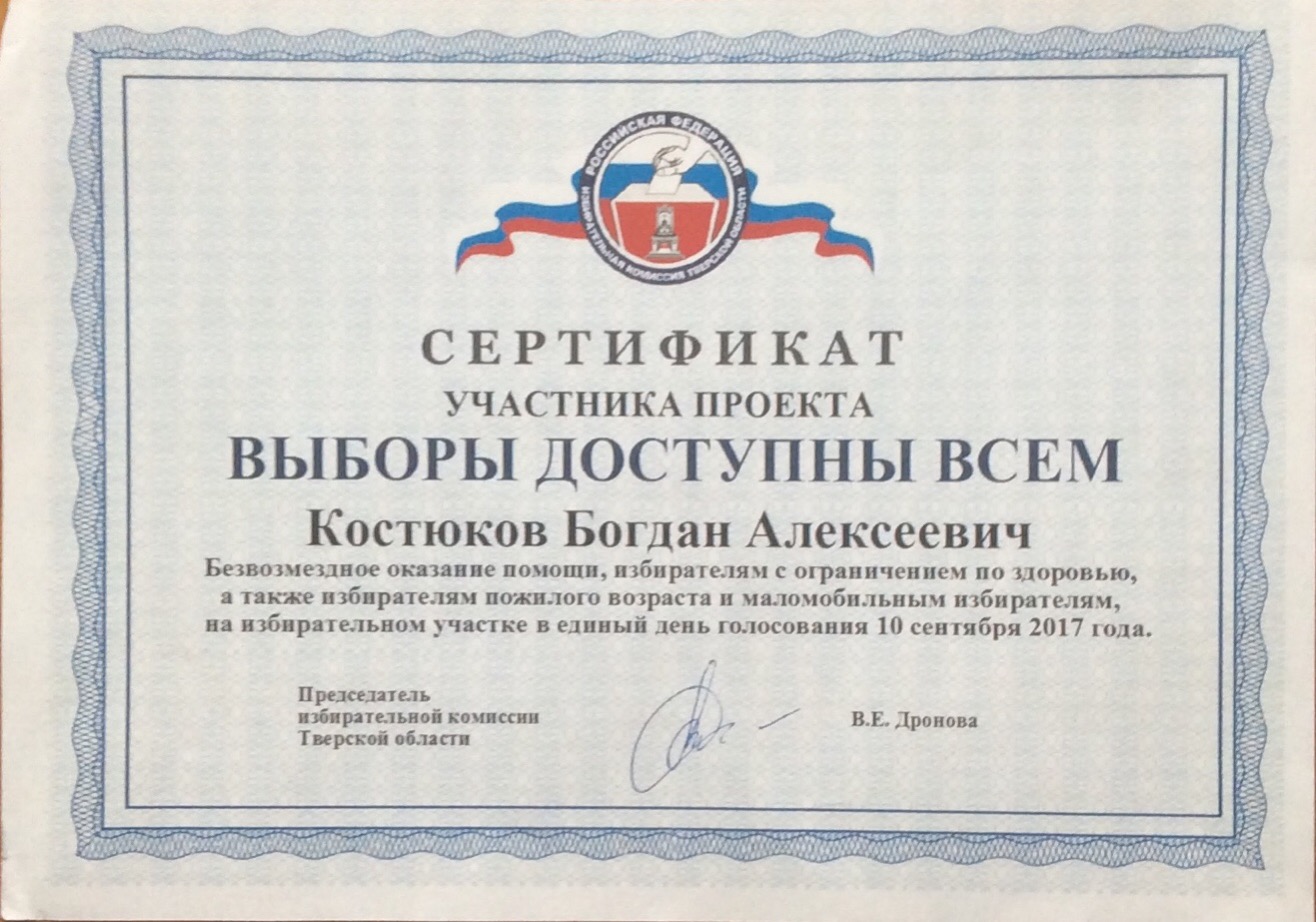 РОССИЙСКАЯ ФЕДЕРАЦИЯ
ИЗБИРАТЕЛЬНАЯ КОМИССИЯ ТВЕРСКОЙ ОБЛАСТИ
СЕРТИФИКАТ
УЧАСТНИКА ПРОЕКТА
ВЫБОРЫ ДОСТУПНЫ ВСЕМ
Костюков Богдан Алексеевич
Безвозмездное оказание помощи, избирателям с ограничением по здоровью,
а также избирателям пожилого возраста и маломобильным избирателям,
на избирательном участке в единый день голосования 10 сентября 2017 года.
Председатель
избирательной комиссии
Тверской области
В.Е. Дронова